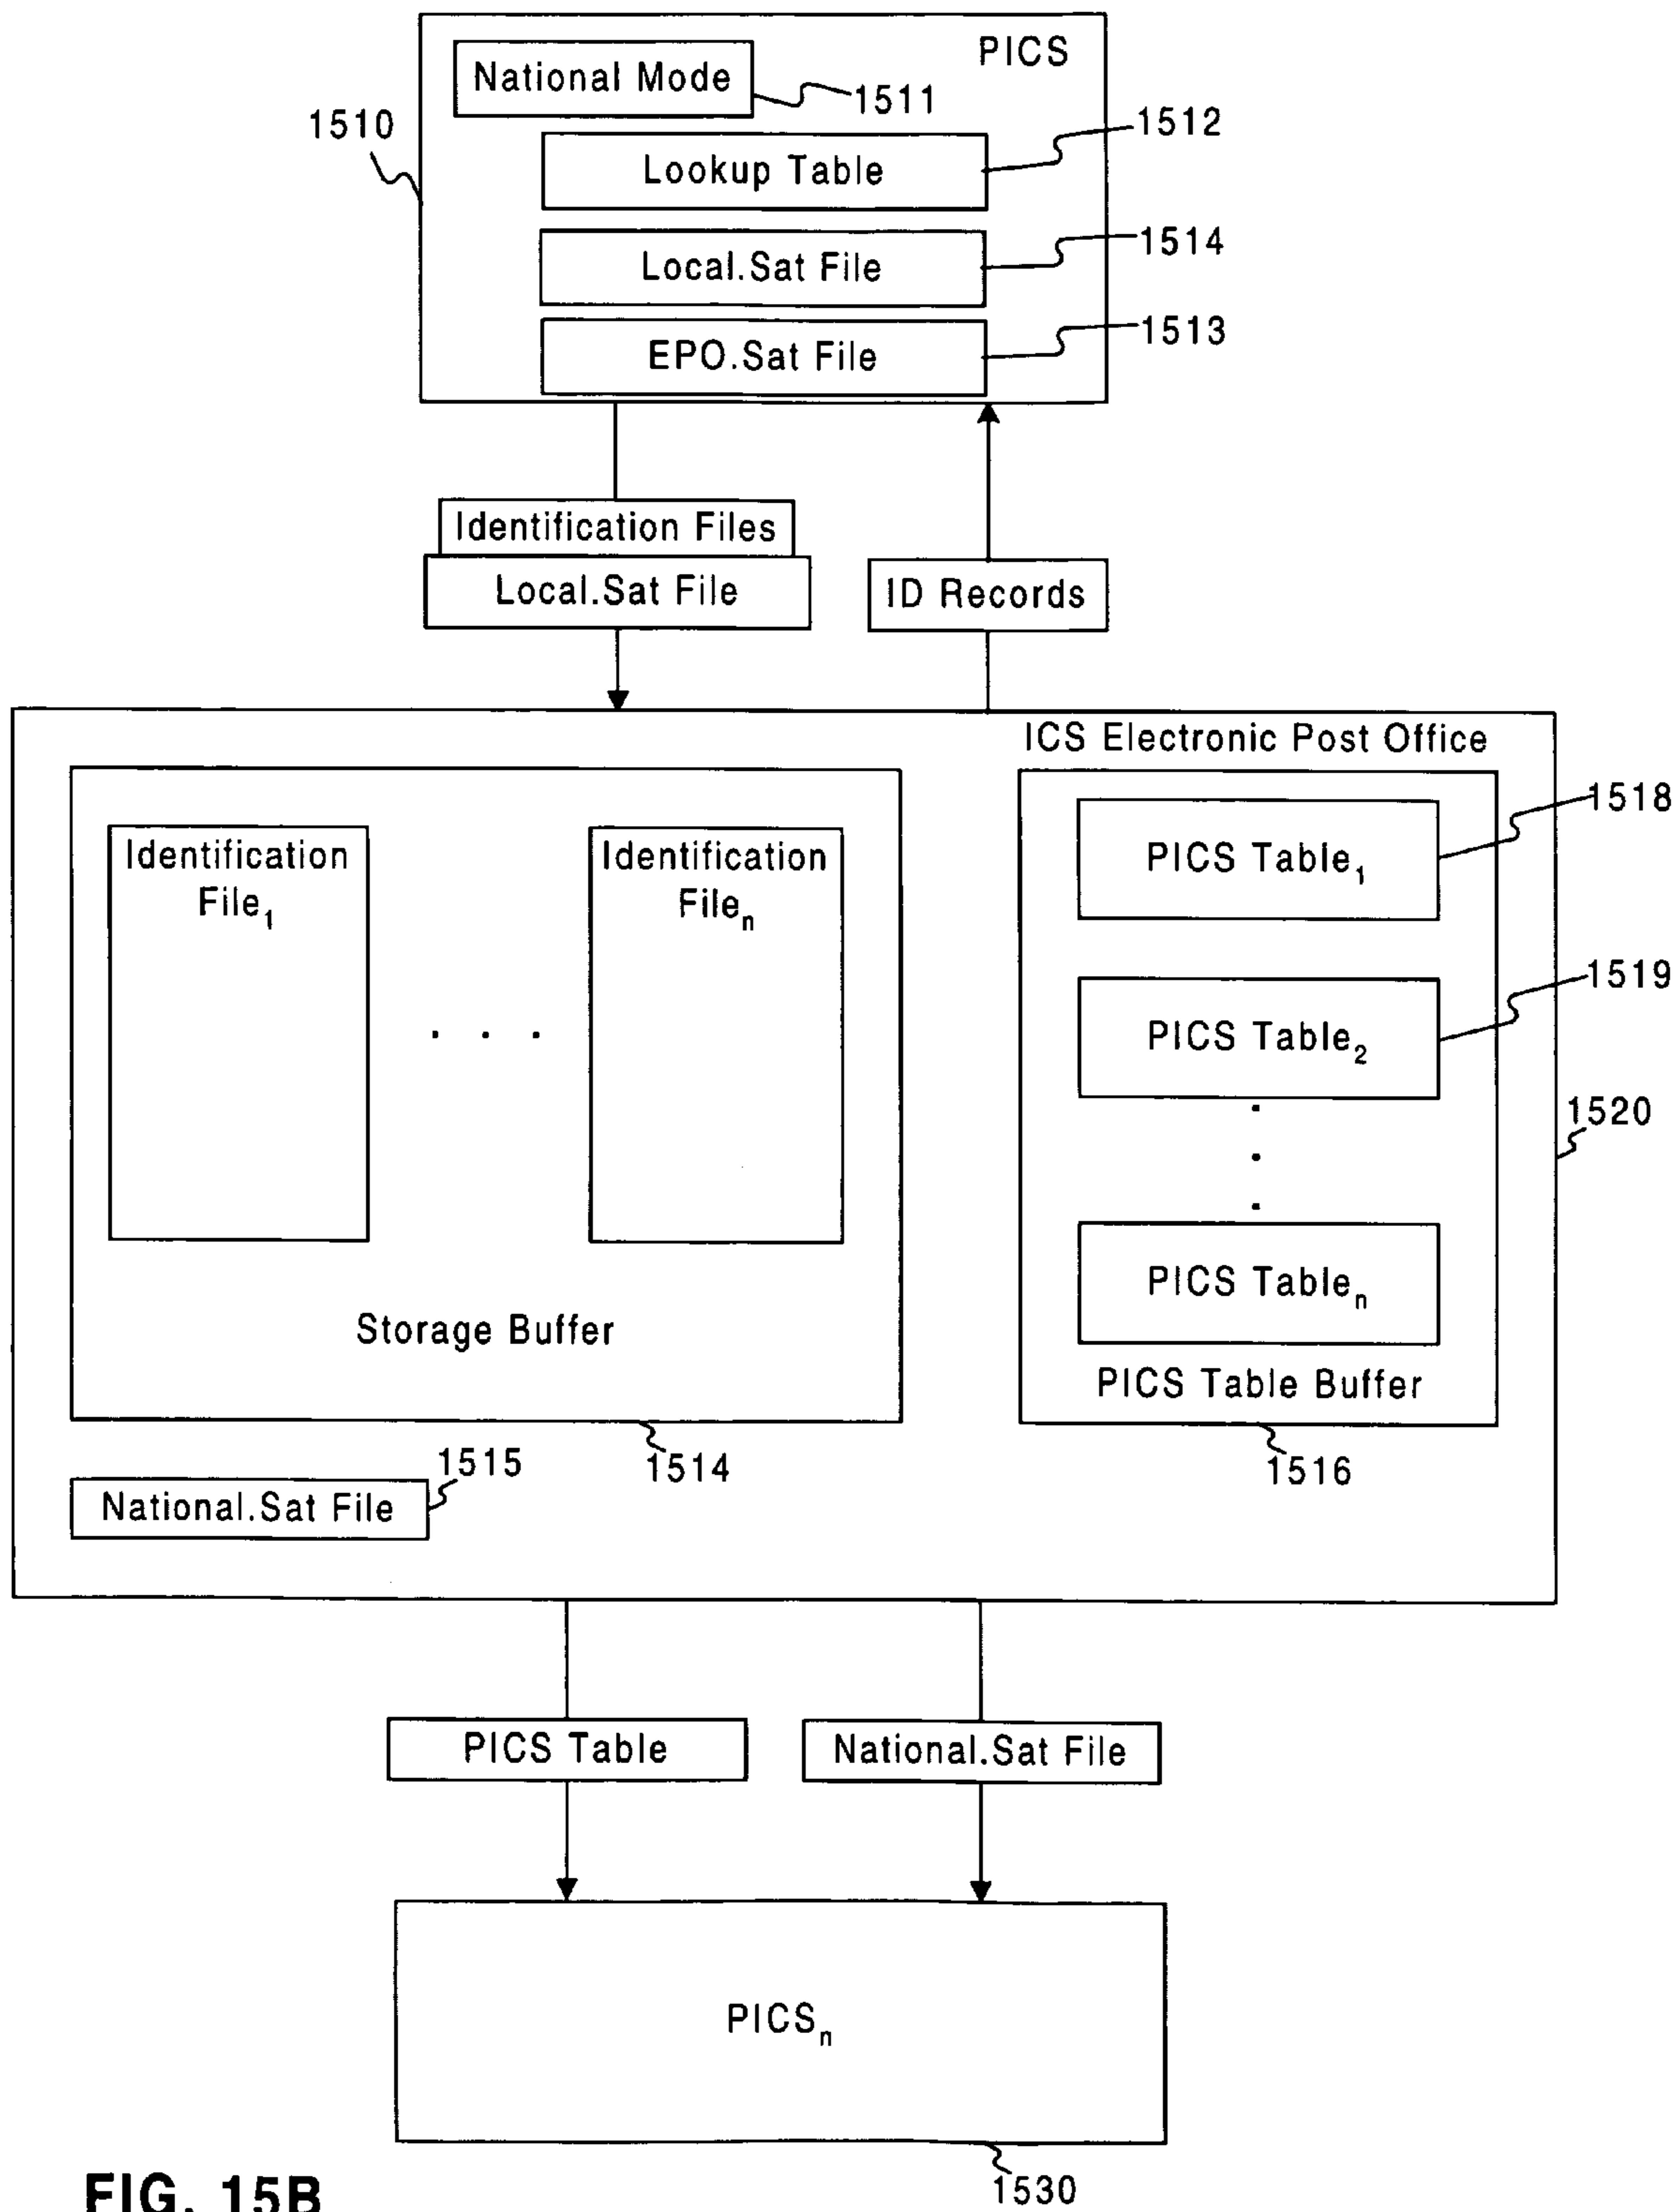 PICS
National Mode
1511
1510
1512
Lookup Table
1514
Local.Sat File
1513
EPO.Sat File
Identification Files
Local.Sat File
ID Records
ICS Electronic Post Office
1518
Identification
File1
Identification
Filen
PICS Table1
1519
PICS Table2
. . .
1520
.
.
.
PICS Tablen
Storage Buffer
PICS Table Buffer
1515
1514
1516
National.Sat File
PICS Table
National.Sat File
PICSn
1530
FIG. 15B